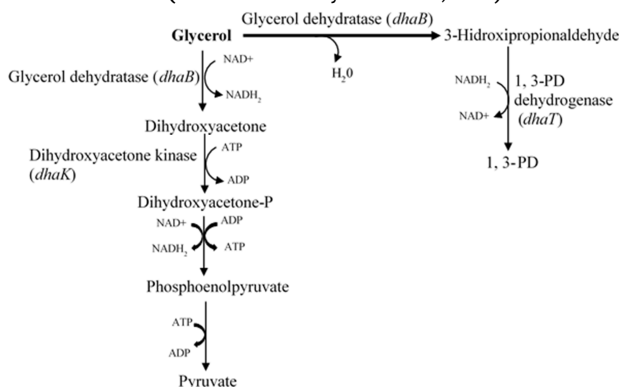 Glycerol dehydratase (dhaB)
Glycerol
3-Hidroxipropionaldehyde
NAD+
H20
Glycerol dehydratase (dhaB)
NADH2
NADH2
1, 3-PD
dehydrogenase
(dhaT)
NAD+
Dihydroxyacetone
ATP
Dihydroxyacetone kinase
(dhaK)
ADP
1, 3-PD
Dihydroxyacetone-P
NAD+
ADP
NADH2
ATP
Phosphoenolpyruvate
ATP
ADP
Pyruvate